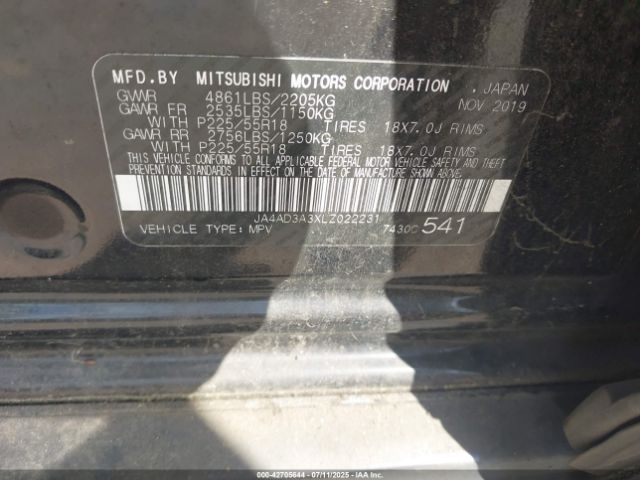 MFD.BY MITSUBISHI MOTORS CORPORATION . JAPAN
GVWR 4861LBS/2205KG NOV 2019
GAWR FR 2535LBS/1150KG
WITH P225/55R18 TIRES 18X7.0J RIMS
GAWR RR 2756LBS/1250KG
WITH P225/55R18 TIRES 18X7.0J RIMS
THIS VEHICLE CONFORMS TO ALL APPLICABLE FEDERAL MOTOR VEHICLE SAFETY AND THEFT
PREVENTION STANDARDS IN EFFECT ON THE DATE OF MANUFACTURE SHOWN ABOVE.
JA4AD3A3XLZ022231
VEHICLE TYPE: MPV 7430C 541
000-42705644 07/11/2025 COPYRIGHT IAA, LLC.